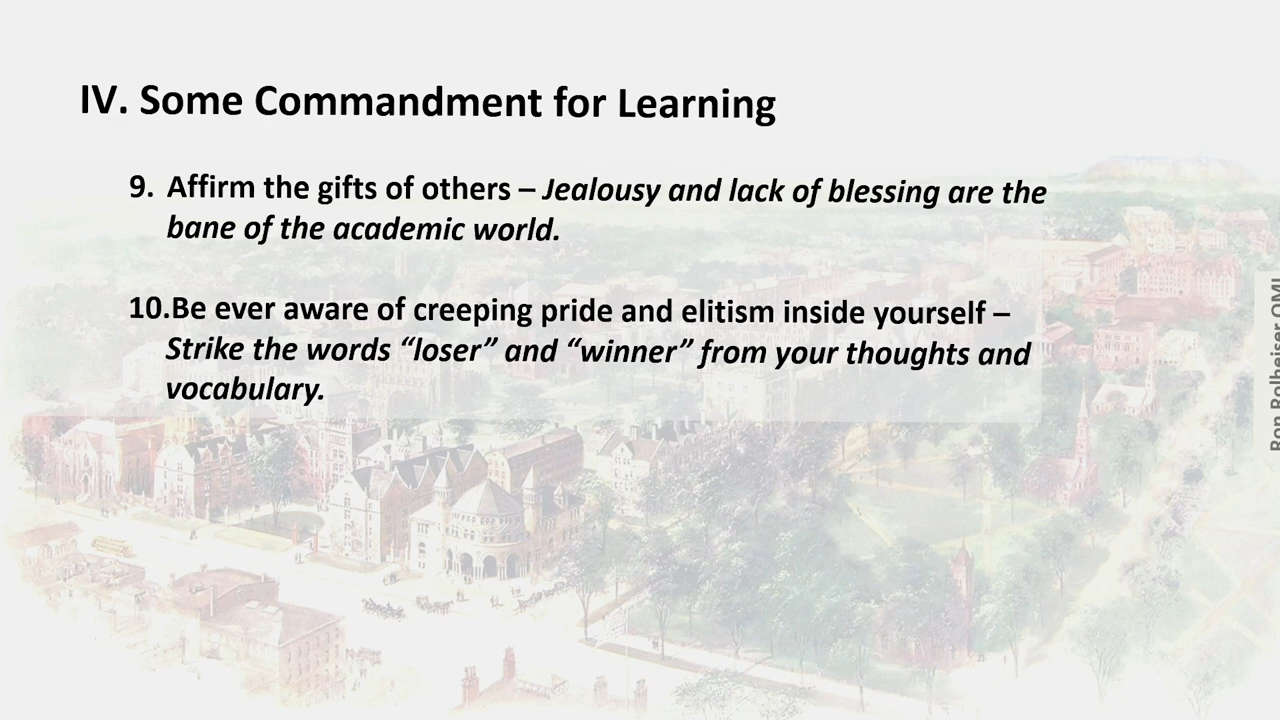 IV. Some Commandment for Learning
9. Affirm the gifts of others – Jealousy and lack of blessing are the
bane of the academic world.
10.Be ever aware of creeping pride and elitism inside yourself –
Strike the words “loser” and “winner” from your thoughts and
vocabulary.
Ron Rolheiser OMI